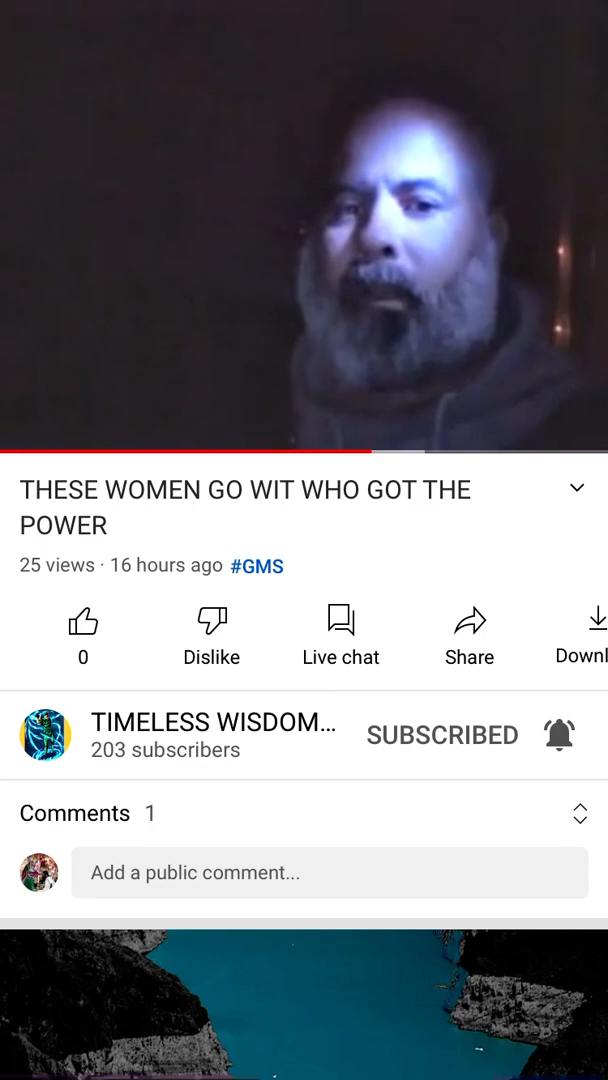 THESE WOMEN GO WIT WHO GOT THE
POWER
25 views · 16 hours ago #GMS
0
Dislike
Live chat
Share
Downl
TIMELESS WISDOM...
203 subscribers
SUBSCRIBED
Comments 1
Add a public comment...